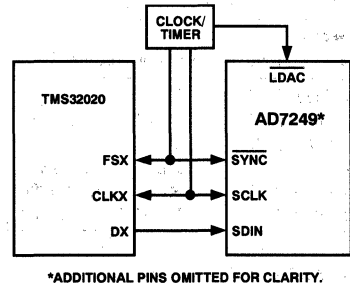 CLOCK/
TIMER
LDAC
TMS32020
AD7249*
FSX
SYNC
CLKX
SCLK
DX
SDIN
*ADDITIONAL PINS OMITTED FOR CLARITY.